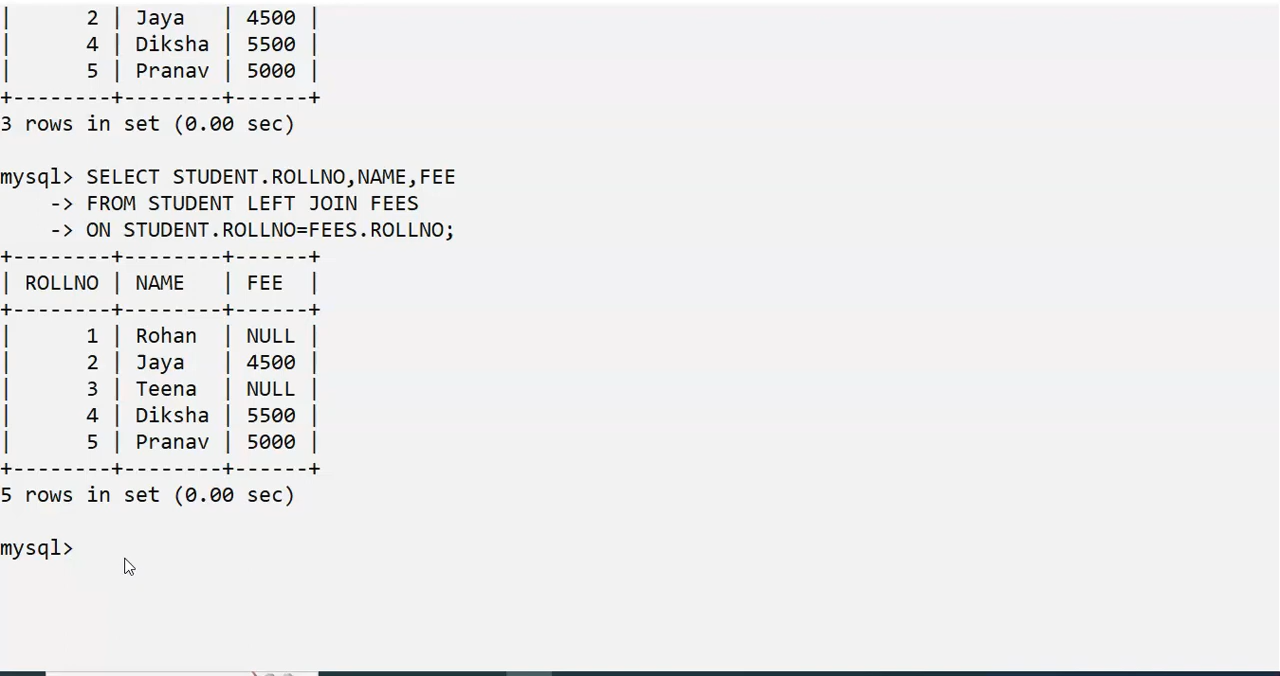 |      2 | Jaya   | 4500 |
|      4 | Diksha | 5500 |
|      5 | Pranav | 5000 |
+--------+--------+------+
3 rows in set (0.00 sec)
mysql> SELECT STUDENT.ROLLNO,NAME,FEE
    -> FROM STUDENT LEFT JOIN FEES
    -> ON STUDENT.ROLLNO=FEES.ROLLNO;
+--------+--------+------+
| ROLLNO | NAME   | FEE  |
+--------+--------+------+
|      1 | Rohan  | NULL |
|      2 | Jaya   | 4500 |
|      3 | Teena  | NULL |
|      4 | Diksha | 5500 |
|      5 | Pranav | 5000 |
+--------+--------+------+
5 rows in set (0.00 sec)
mysql>